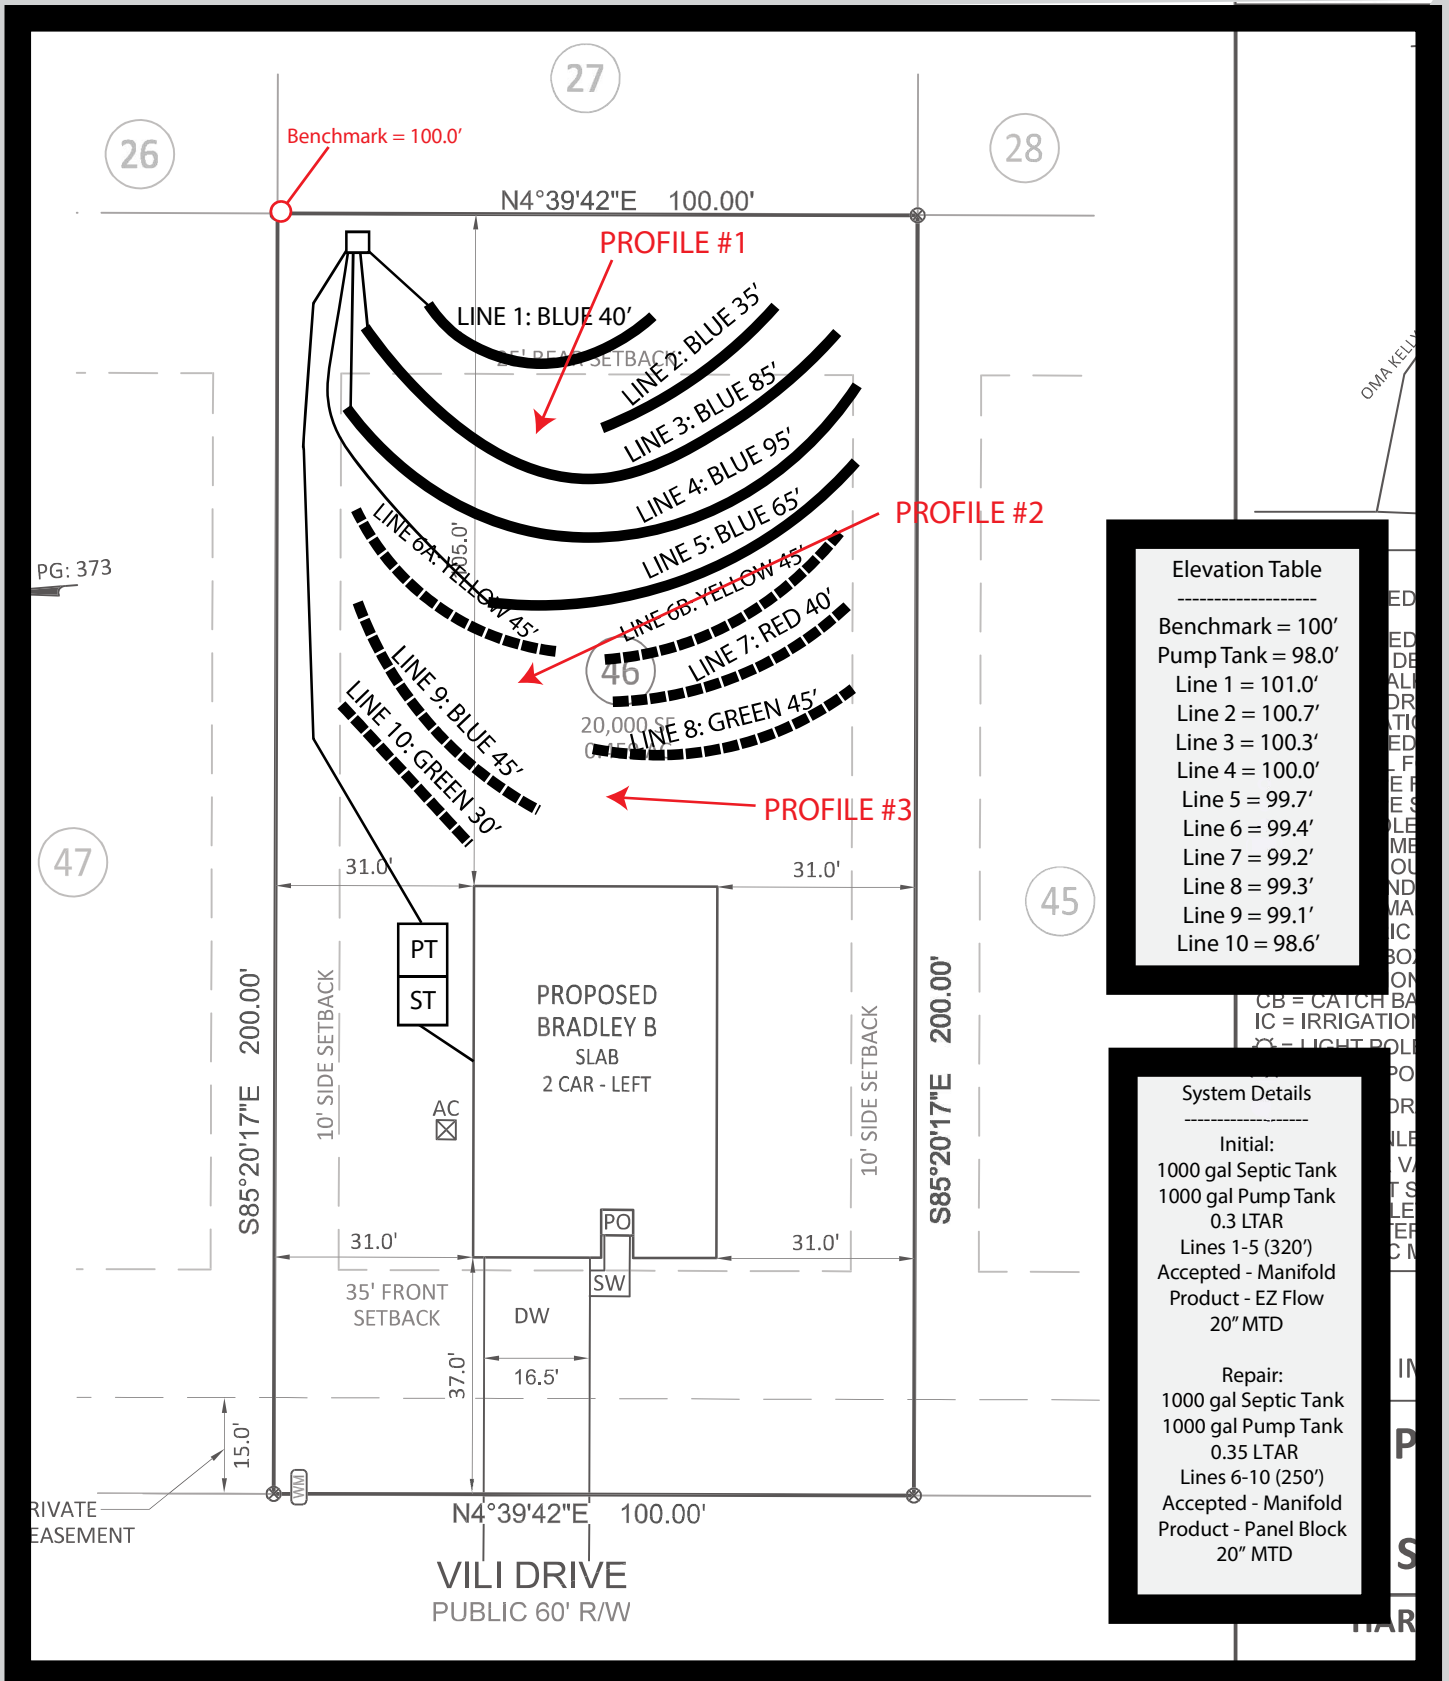 27
26
28
Benchmark = 100.0'
N4°39'42"E 100.00'
PROFILE #1
LINE 1: BLUE 40'
25' REAR SETBACK
LINE 2: BLUE 35'
LINE 3: BLUE 85'
LINE 4: BLUE 95'
LINE 5: BLUE 65'
PROFILE #2
LINE 6A: YELLOW 45'
LINE 6B: YELLOW 45'
LINE 7: RED 40'
46
20,000 SF
LINE 8: GREEN 45'
LINE 9: BLUE 45'
LINE 10: GREEN 30'
PROFILE #3
PG: 373
OMA KELL
47
45
31.0'
31.0'
PT
ST
PROPOSED
BRADLEY B
SLAB
2 CAR - LEFT
AC
10' SIDE SETBACK
10' SIDE SETBACK
S85°20'17"E 200.00'
S85°20'17"E 200.00'
PO
SW
31.0'
31.0'
35' FRONT
SETBACK
DW
37.0'
16.5'
15.0'
WM
RIVATE
EASEMENT
N4°39'42"E 100.00'
VILI DRIVE
PUBLIC 60' R/W
Elevation Table
--------------------
Benchmark = 100'
Pump Tank = 98.0'
Line 1 = 101.0'
Line 2 = 100.7'
Line 3 = 100.3'
Line 4 = 100.0'
Line 5 = 99.7'
Line 6 = 99.4'
Line 7 = 99.2'
Line 8 = 99.3'
Line 9 = 99.1'
Line 10 = 98.6'
CB = CATCH BA
IC = IRRIGATION
= LIGHT POLE
System Details
-------------------
Initial:
1000 gal Septic Tank
1000 gal Pump Tank
0.3 LTAR
Lines 1-5 (320')
Accepted - Manifold
Product - EZ Flow
20" MTD
Repair:
1000 gal Septic Tank
1000 gal Pump Tank
0.35 LTAR
Lines 6-10 (250')
Accepted - Manifold
Product - Panel Block
20" MTD
P
S
HAR